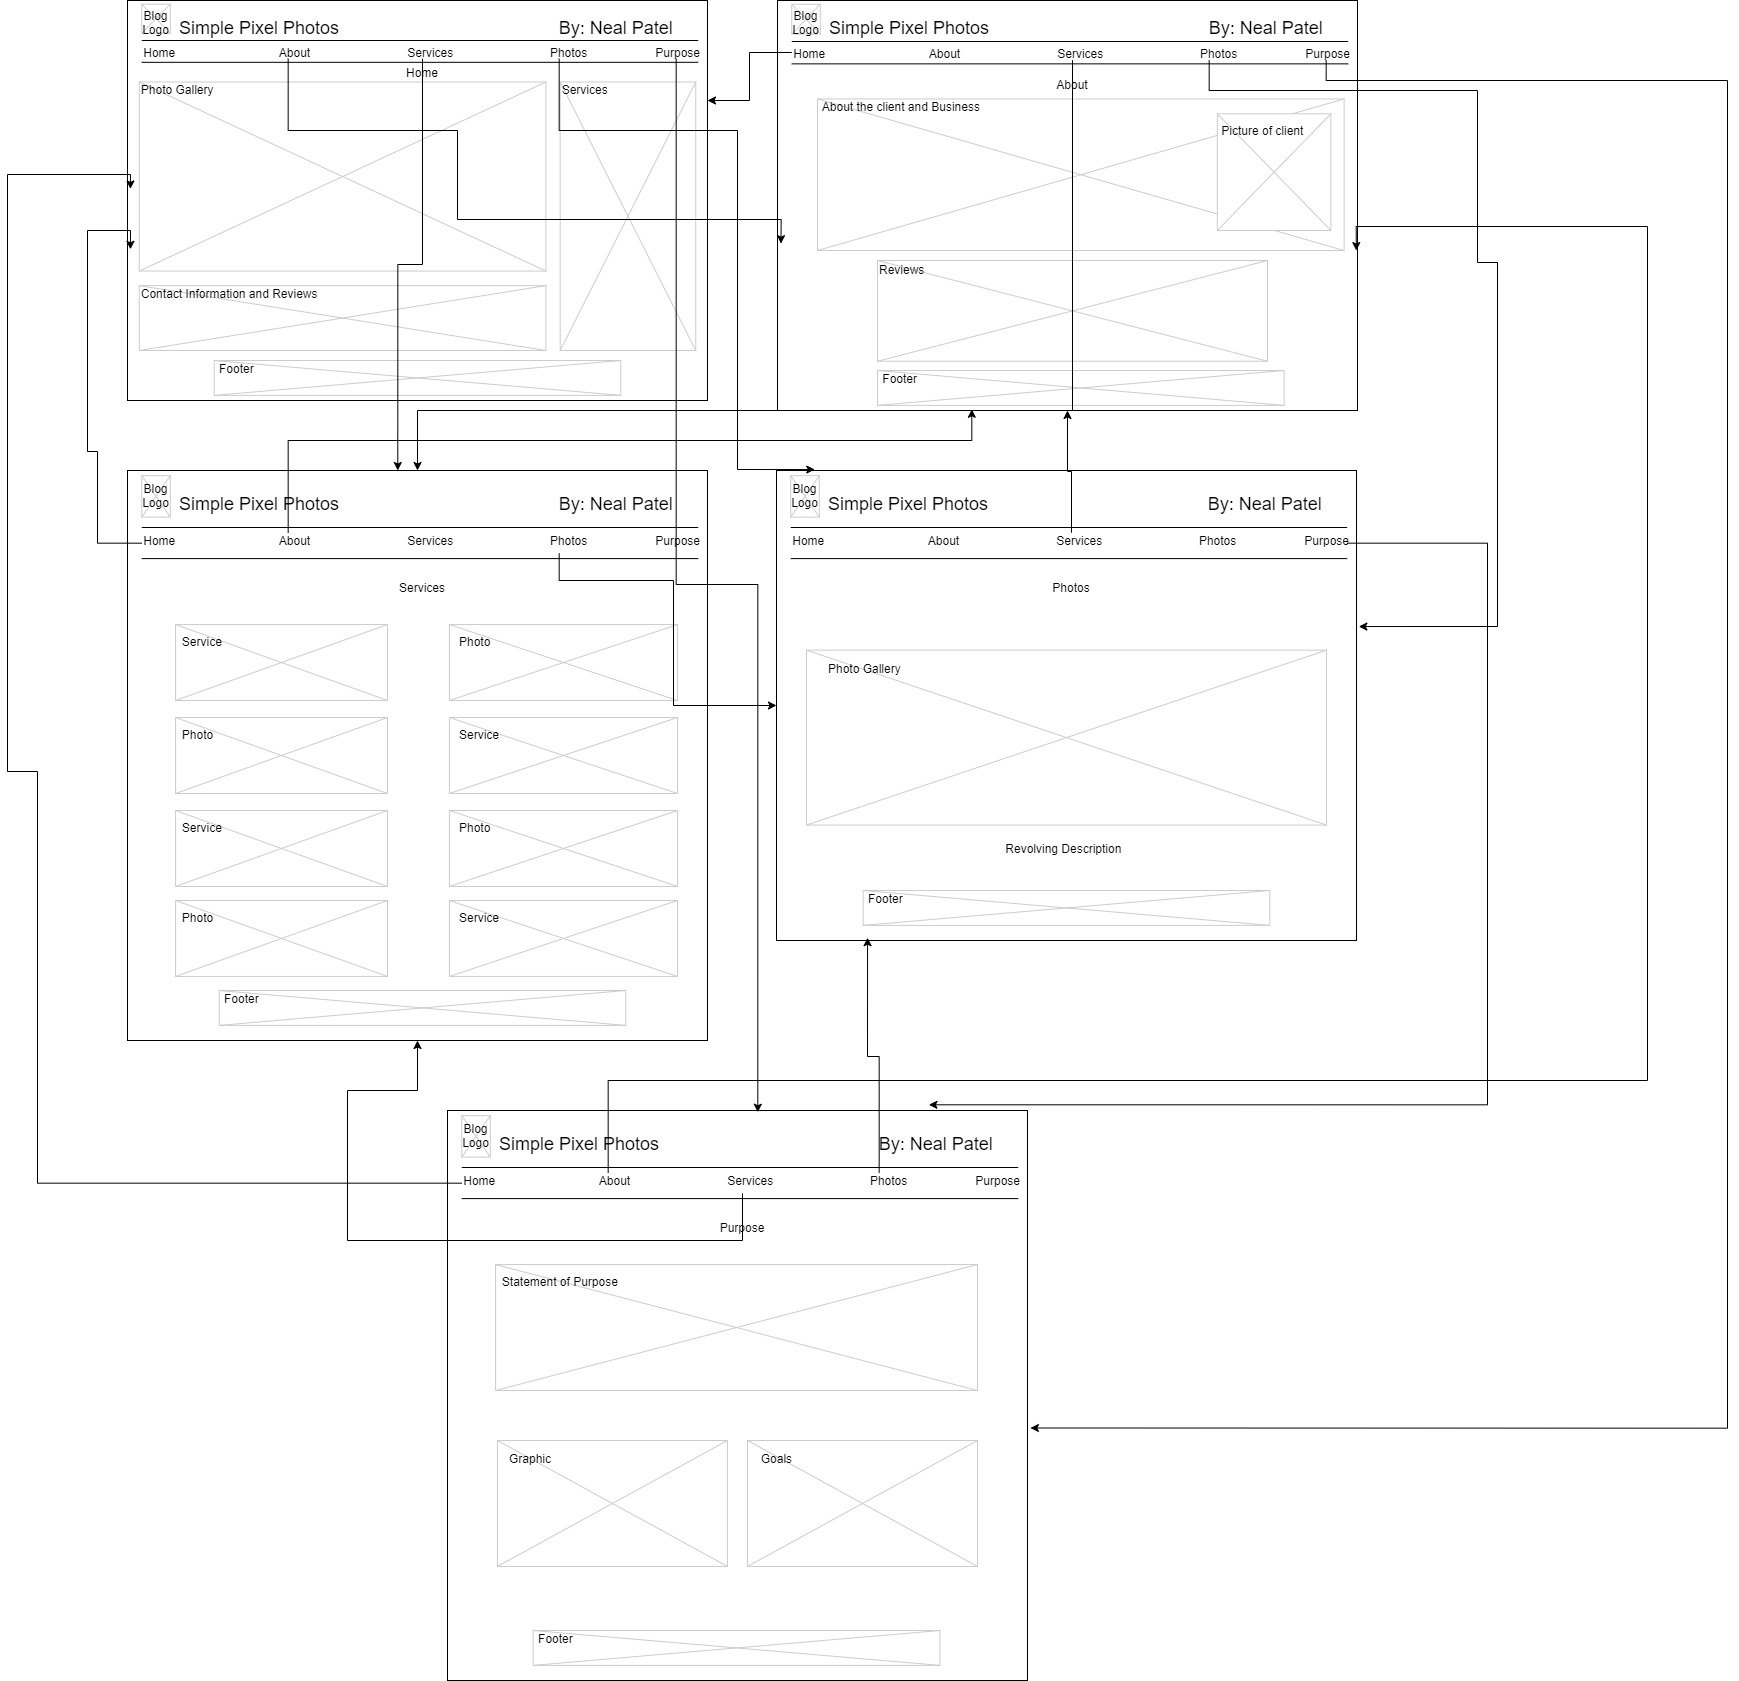 Blog
Logo
Simple Pixel Photos
By: Neal Patel
Home
About
Services
Photos
Purpose
Home
Photo Gallery
Services
Contact Information and Reviews
Footer
Blog
Logo
Simple Pixel Photos
By: Neal Patel
Home
About
Services
Photos
Purpose
About
About the client and Business
Picture of client
Reviews
Footer
Blog
Logo
Simple Pixel Photos
By: Neal Patel
Home
About
Services
Photos
Purpose
Services
Service
Photo
Photo
Service
Service
Photo
Photo
Service
Footer
Blog
Logo
Simple Pixel Photos
By: Neal Patel
Home
About
Services
Photos
Purpose
Photos
Photo Gallery
Revolving Description
Footer
Blog
Logo
Simple Pixel Photos
By: Neal Patel
Home
About
Services
Photos
Purpose
Purpose
Statement of Purpose
Graphic
Goals
Footer